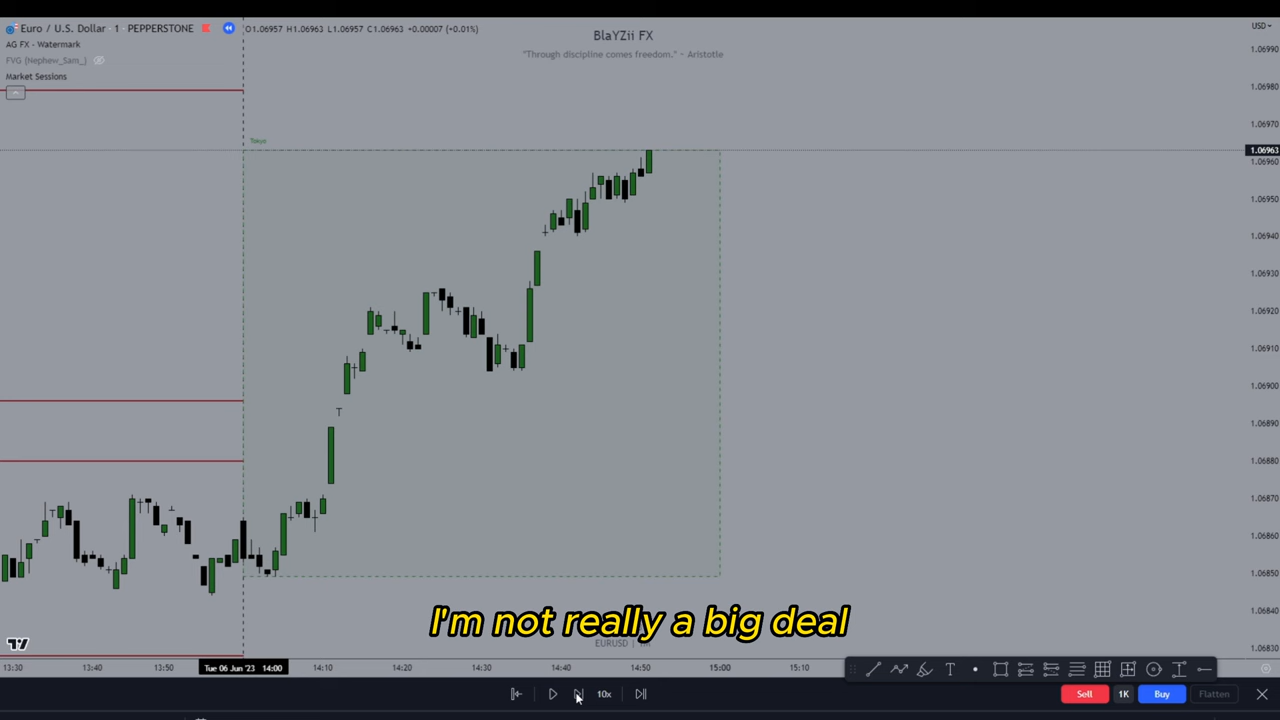 Euro / U.S. Dollar · 1 · PEPPERSTONE
O1.06957 H1.06963 L1.06957 C1.06963 +0.00007 (+0.01%)
AG FX · Watermark
FVG (Nephew_Sam_)
Market Sessions
BlaYZii FX
"Through discipline comes freedom." ~ Aristotle
USD
1.06990
1.06980
1.06970
1.06963
1.06960
1.06950
1.06940
1.06930
1.06920
1.06910
1.06900
1.06890
1.06880
1.06870
1.06860
1.06850
1.06840
1.06830
Tokyo
I'm not really a big deal
EURUSD
13:30
13:40
13:50
Tue 06 Jun '23 14:00
14:10
14:20
14:30
14:40
14:50
15:00
15:10
10x
Sell
1K
Buy
Flatten